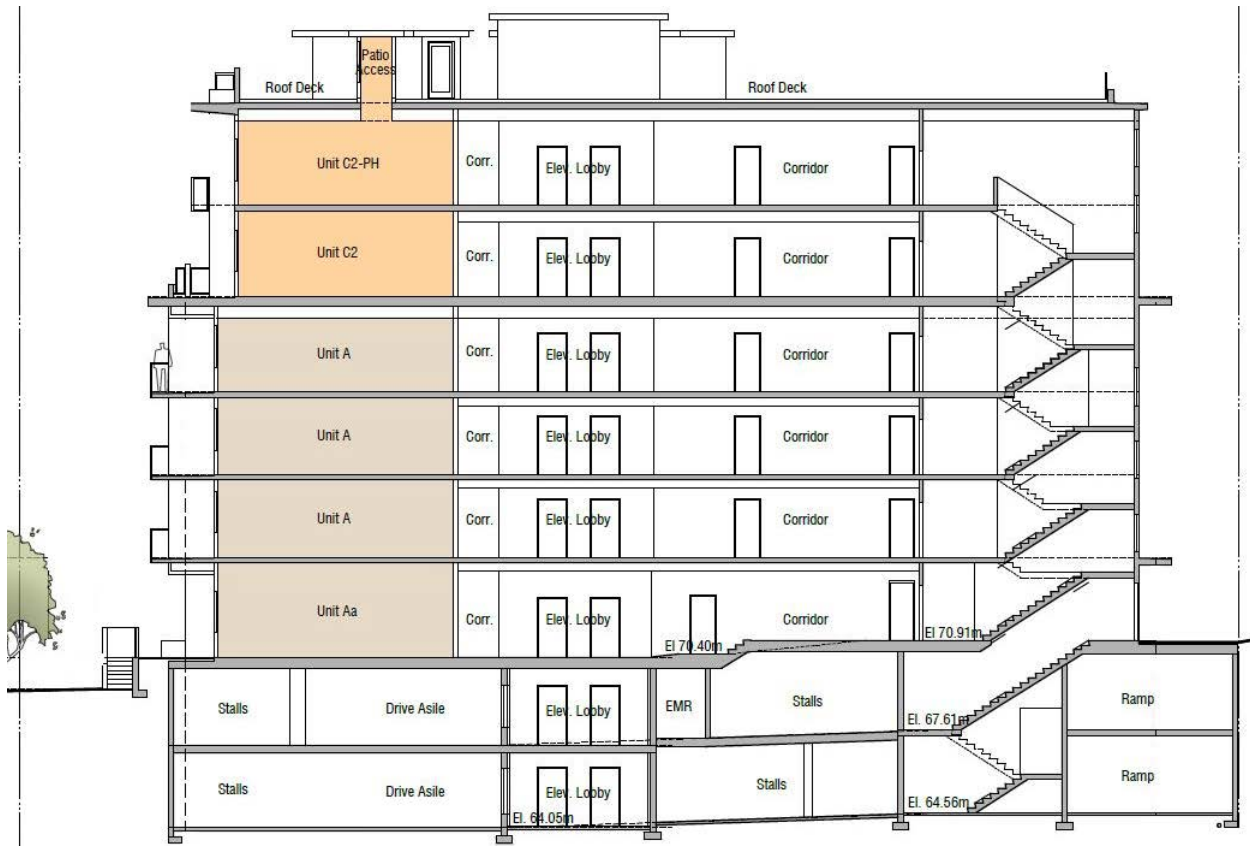 Patio
Access
Roof Deck
Roof Deck
Unit C2-PH
Corr.
Elev. Lobby
Corridor
Unit C2
Corr.
Elev. Lobby
Corridor
Unit A
Corr.
Elev. Lobby
Corridor
Unit A
Corr.
Elev. Lobby
Corridor
Unit A
Corr.
Elev. Lobby
Corridor
Unit Aa
Corr.
Elev. Lobby
Corridor
El 70.91m
El 70.40m
Stalls
Drive Asile
Elev. Lobby
EMR
Stalls
El. 67.61m
Ramp
Stalls
Drive Asile
Elev. Lobby
Stalls
Ramp
El. 64.56m
El. 64.05m